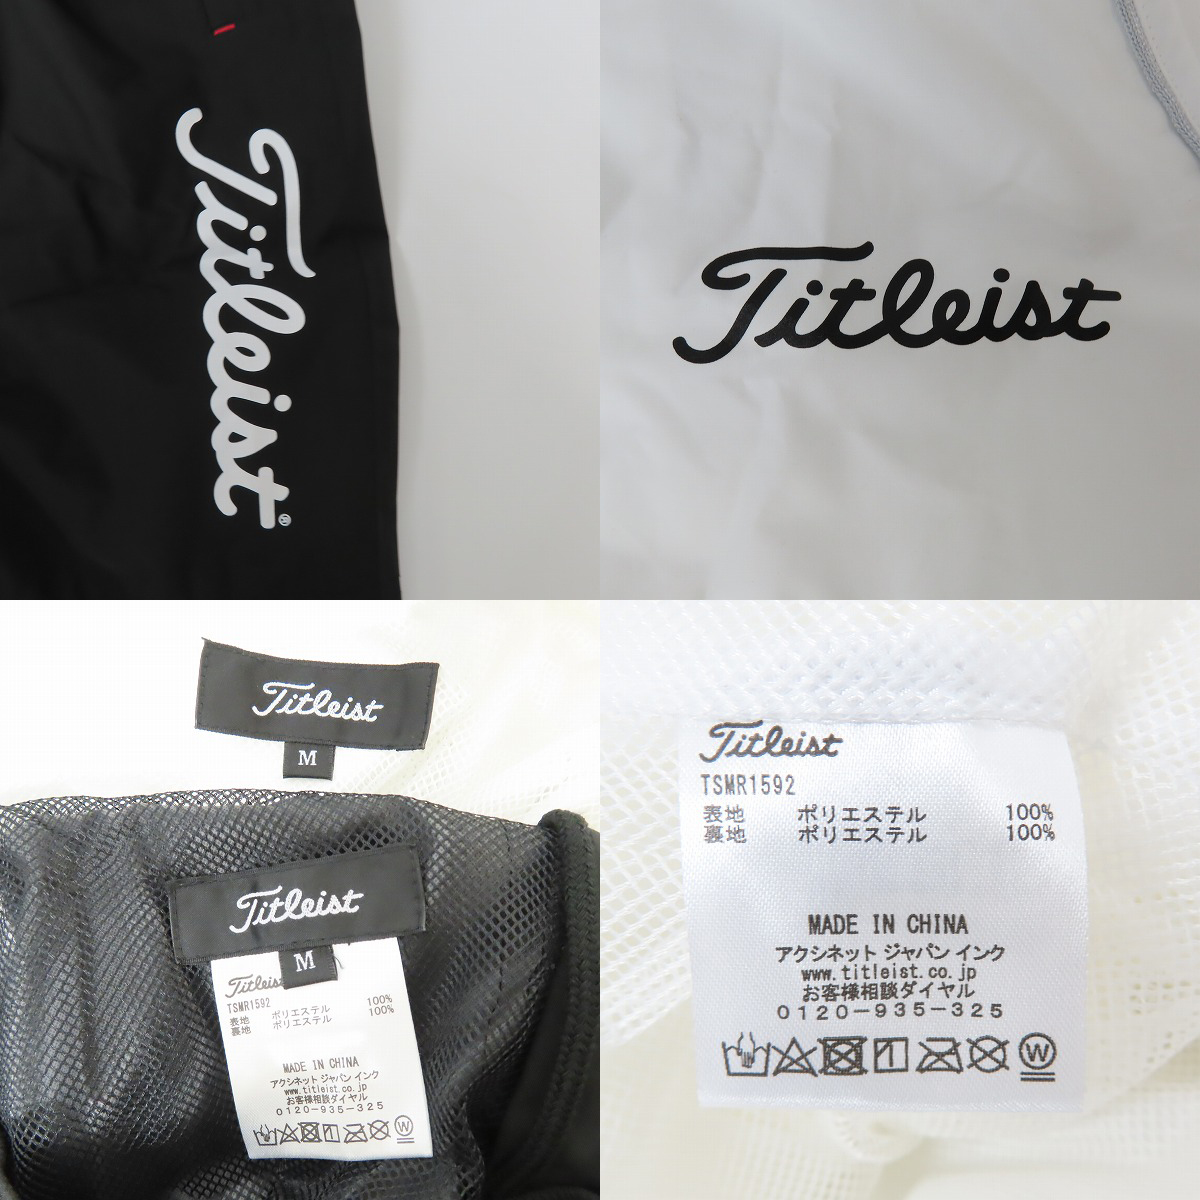 Titleist®
Titleist
Titleist
M
Titleist
M
Titleist
TSMR1592
表地 ポリエステル 100%
裏地 ポリエステル 100%
MADE IN CHINA
アクシネット ジャパン インク
www.titleist.co.jp
お客様相談ダイヤル
0120-935-325
W
Titleist
TSMR1592
表地 ポリエステル 100%
裏地 ポリエステル 100%
MADE IN CHINA
アクシネット ジャパン インク
www.titleist.co.jp
お客様相談ダイヤル
0120-935-325
W